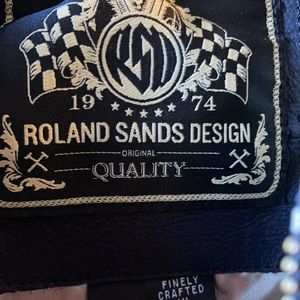 RSD
19 74
ROLAND SANDS DESIGN
ORIGINAL
QUALITY
FINELY
CRAFTED